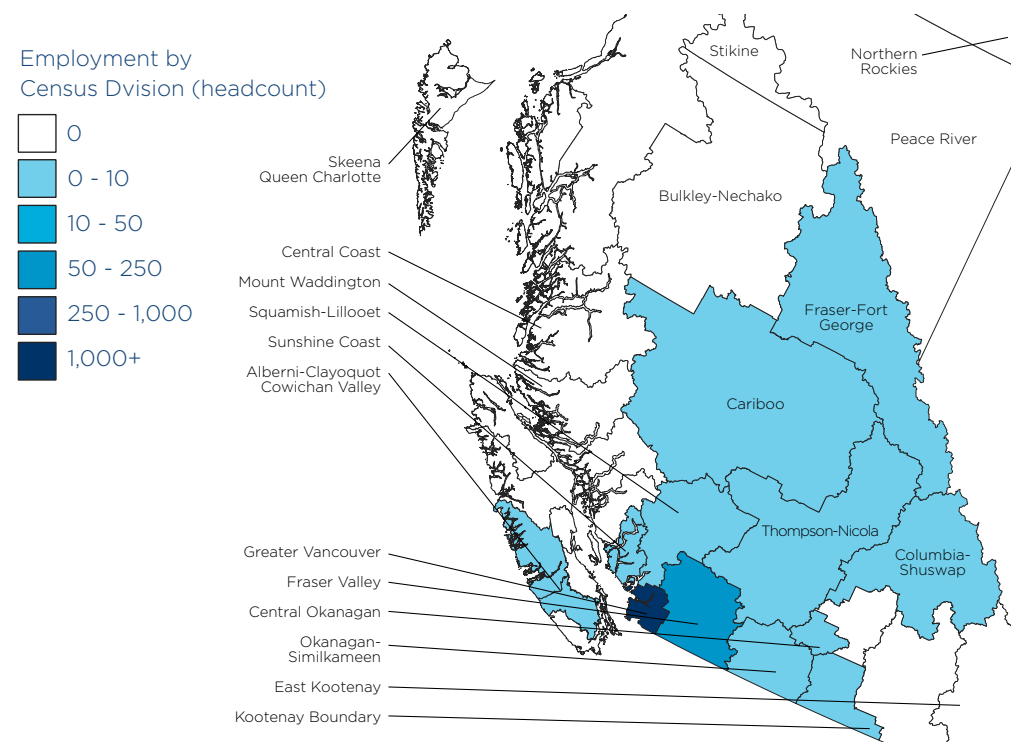 Employment by
Census Dvision (headcount)
0
0 - 10
10 - 50
50 - 250
250 - 1,000
1,000+
Stikine
Northern
Rockies
Peace River
Skeena
Queen Charlotte
Bulkley-Nechako
Central Coast
Mount Waddington
Squamish-Lillooet
Sunshine Coast
Alberni-Clayoquot
Cowichan Valley
Fraser-Fort
George
Cariboo
Thompson-Nicola
Columbia-
Shuswap
Greater Vancouver
Fraser Valley
Central Okanagan
Okanagan-
Similkameen
East Kootenay
Kootenay Boundary